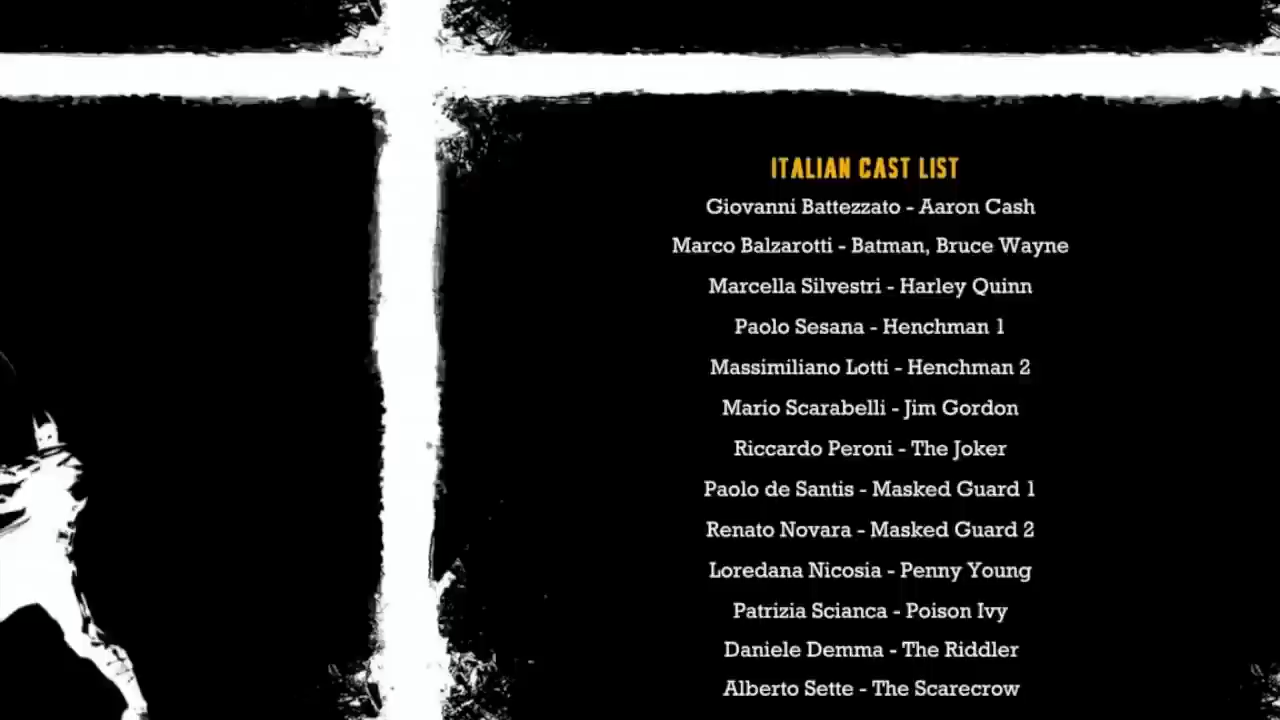 ITALIAN CAST LIST
Giovanni Battezzato - Aaron Cash
Marco Balzarotti - Batman, Bruce Wayne
Marcella Silvestri - Harley Quinn
Paolo Sesana - Henchman 1
Massimiliano Lotti - Henchman 2
Mario Scarabelli - Jim Gordon
Riccardo Peroni - The Joker
Paolo de Santis - Masked Guard 1
Renato Novara - Masked Guard 2
Loredana Nicosia - Penny Young
Patrizia Scianca - Poison Ivy
Daniele Demma - The Riddler
Alberto Sette - The Scarecrow